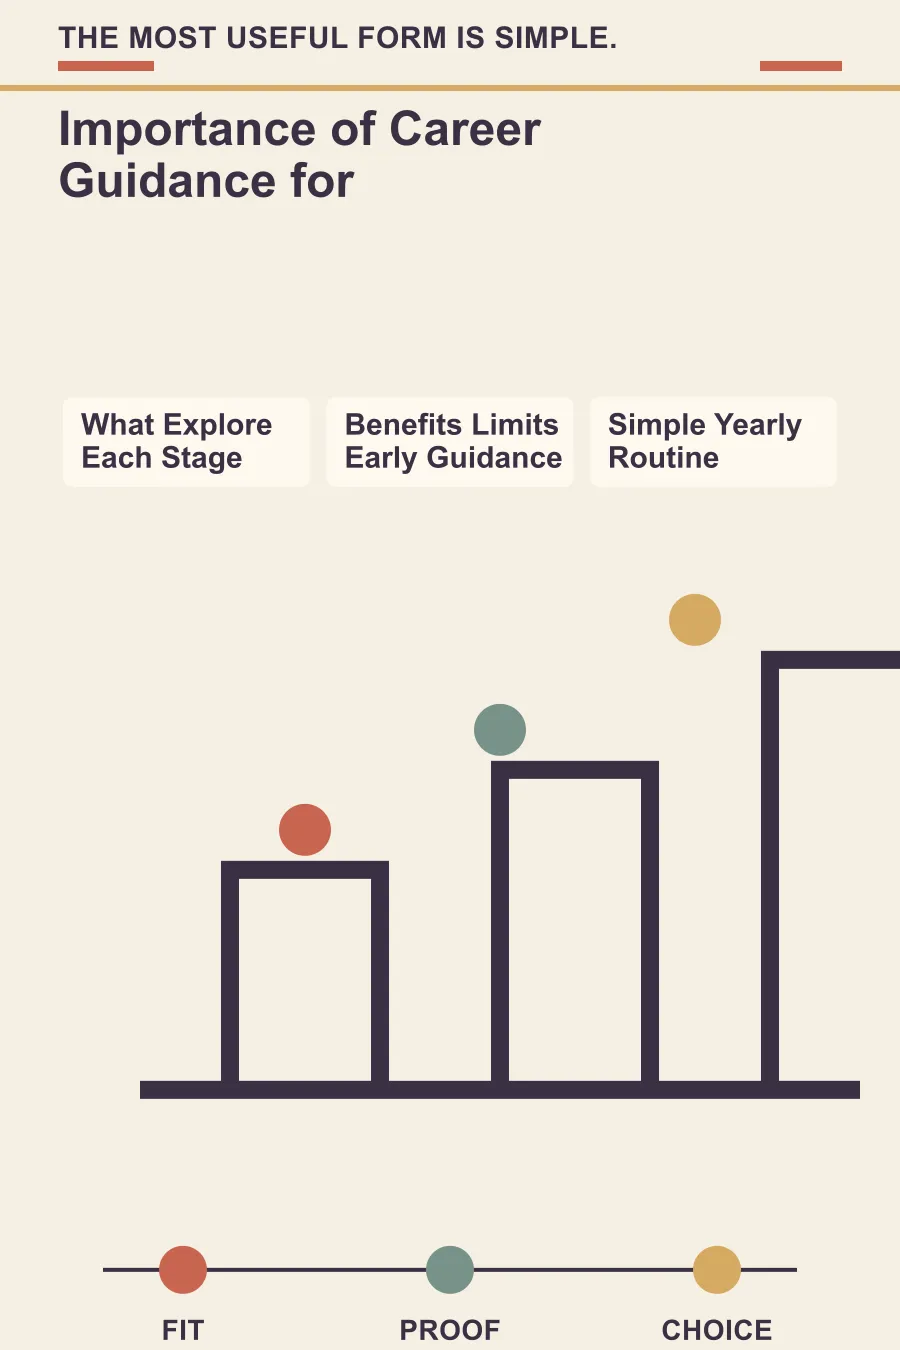 THE MOST USEFUL FORM IS SIMPLE.
Importance of Career
Guidance for
What Explore
Each Stage
Benefits Limits
Early Guidance
Simple Yearly
Routine
FIT
PROOF
CHOICE